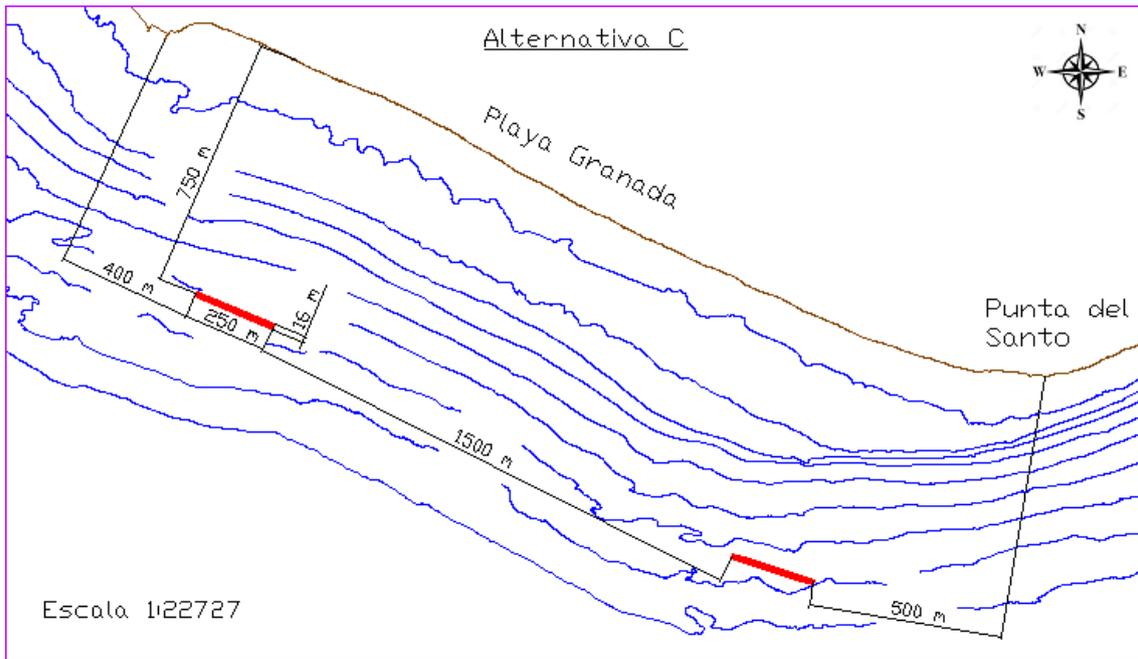 Alternativa C
N
W E
S
Playa Granada
750 m
400 m
250 m
16 m
Punta del
Santo
1500 m
500 m
Escala 1:22727